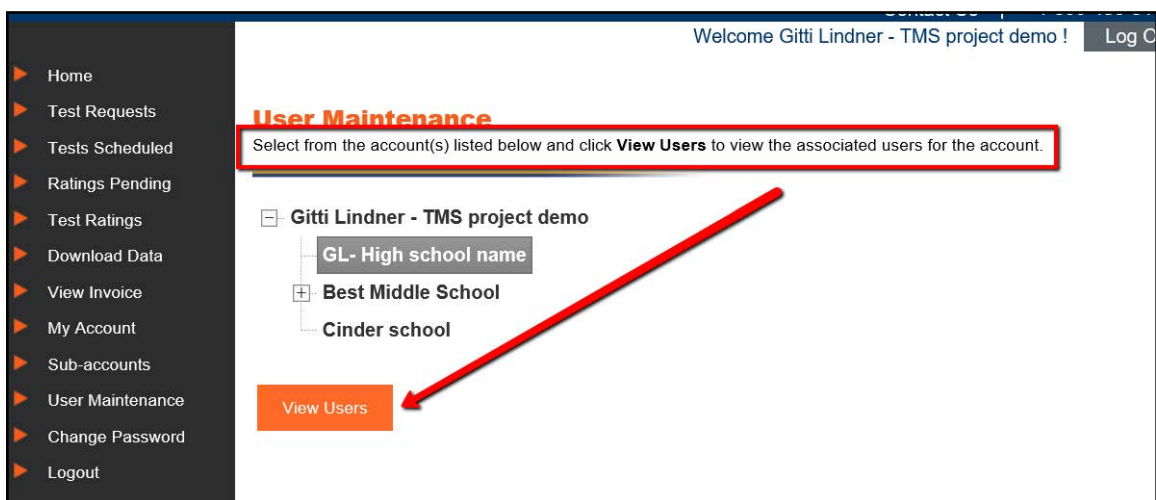 Welcome Gitti Lindner - TMS project demo !
Log
Home
Test Requests
Tests Scheduled
Ratings Pending
Test Ratings
Download Data
View Invoice
My Account
Sub-accounts
User Maintenance
Change Password
Logout
User Maintenance
Select from the account(s) listed below and click View Users to view the associated users for the account.
Gitti Lindner - TMS project demo
GL- High school name
Best Middle School
Cinder school
View Users